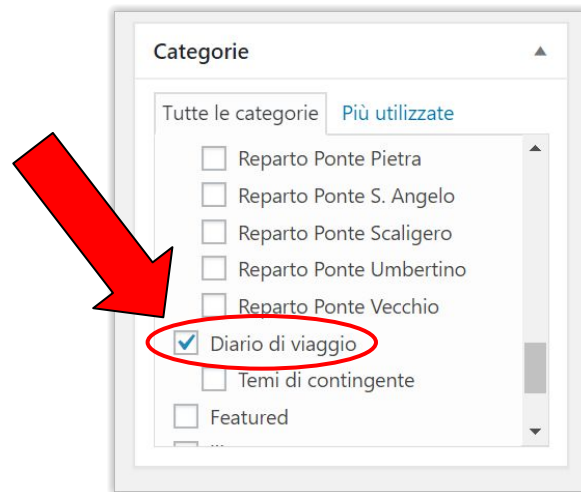 Categorie
Tutte le categorie Più utilizzate
Reparto Ponte Pietra
Reparto Ponte S. Angelo
Reparto Ponte Scaligero
Reparto Ponte Umbertino
Reparto Ponte Vecchio
Diario di viaggio
Temi di contingente
Featured